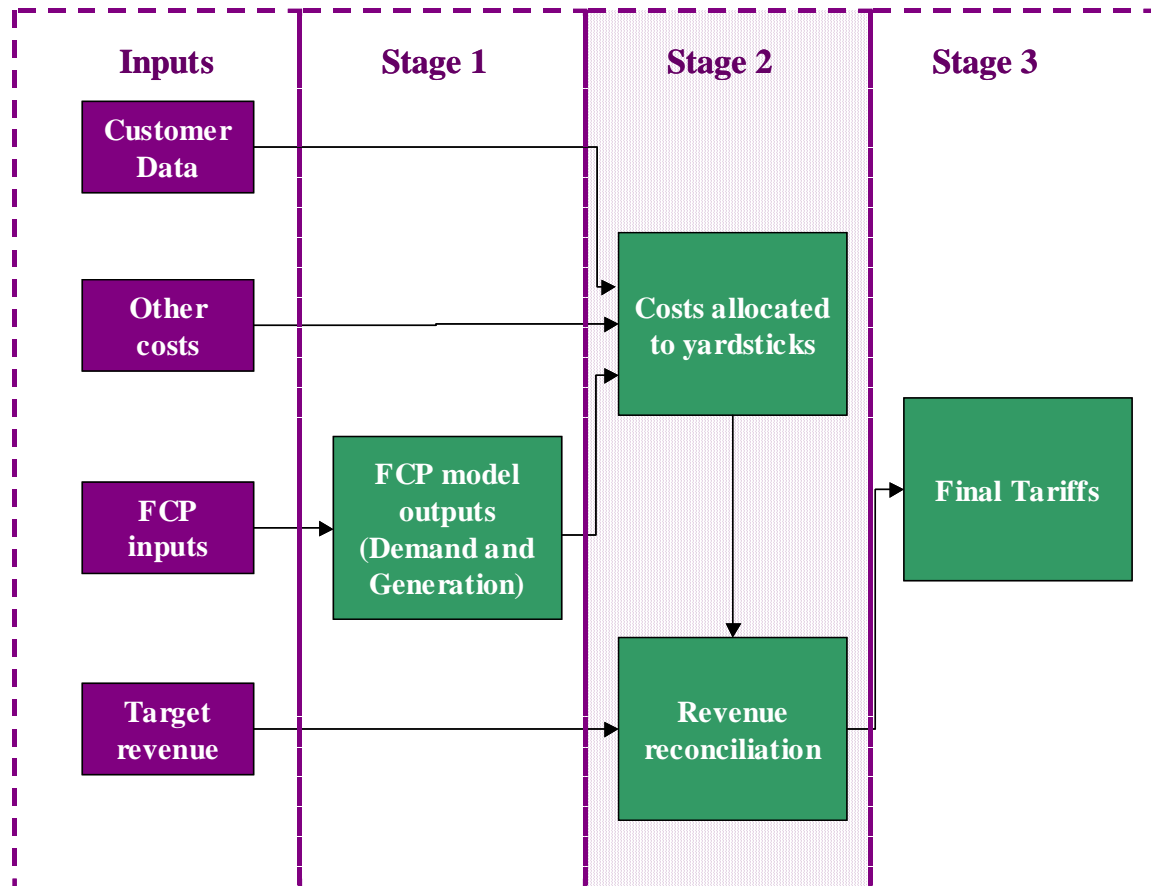 Inputs
Stage 1
Stage 2
Stage 3
Customer
Data
Other
costs
Costs allocated
to yardsticks
FCP
inputs
FCP model
outputs
(Demand and
Generation)
Final Tariffs
Target
revenue
Revenue
reconciliation